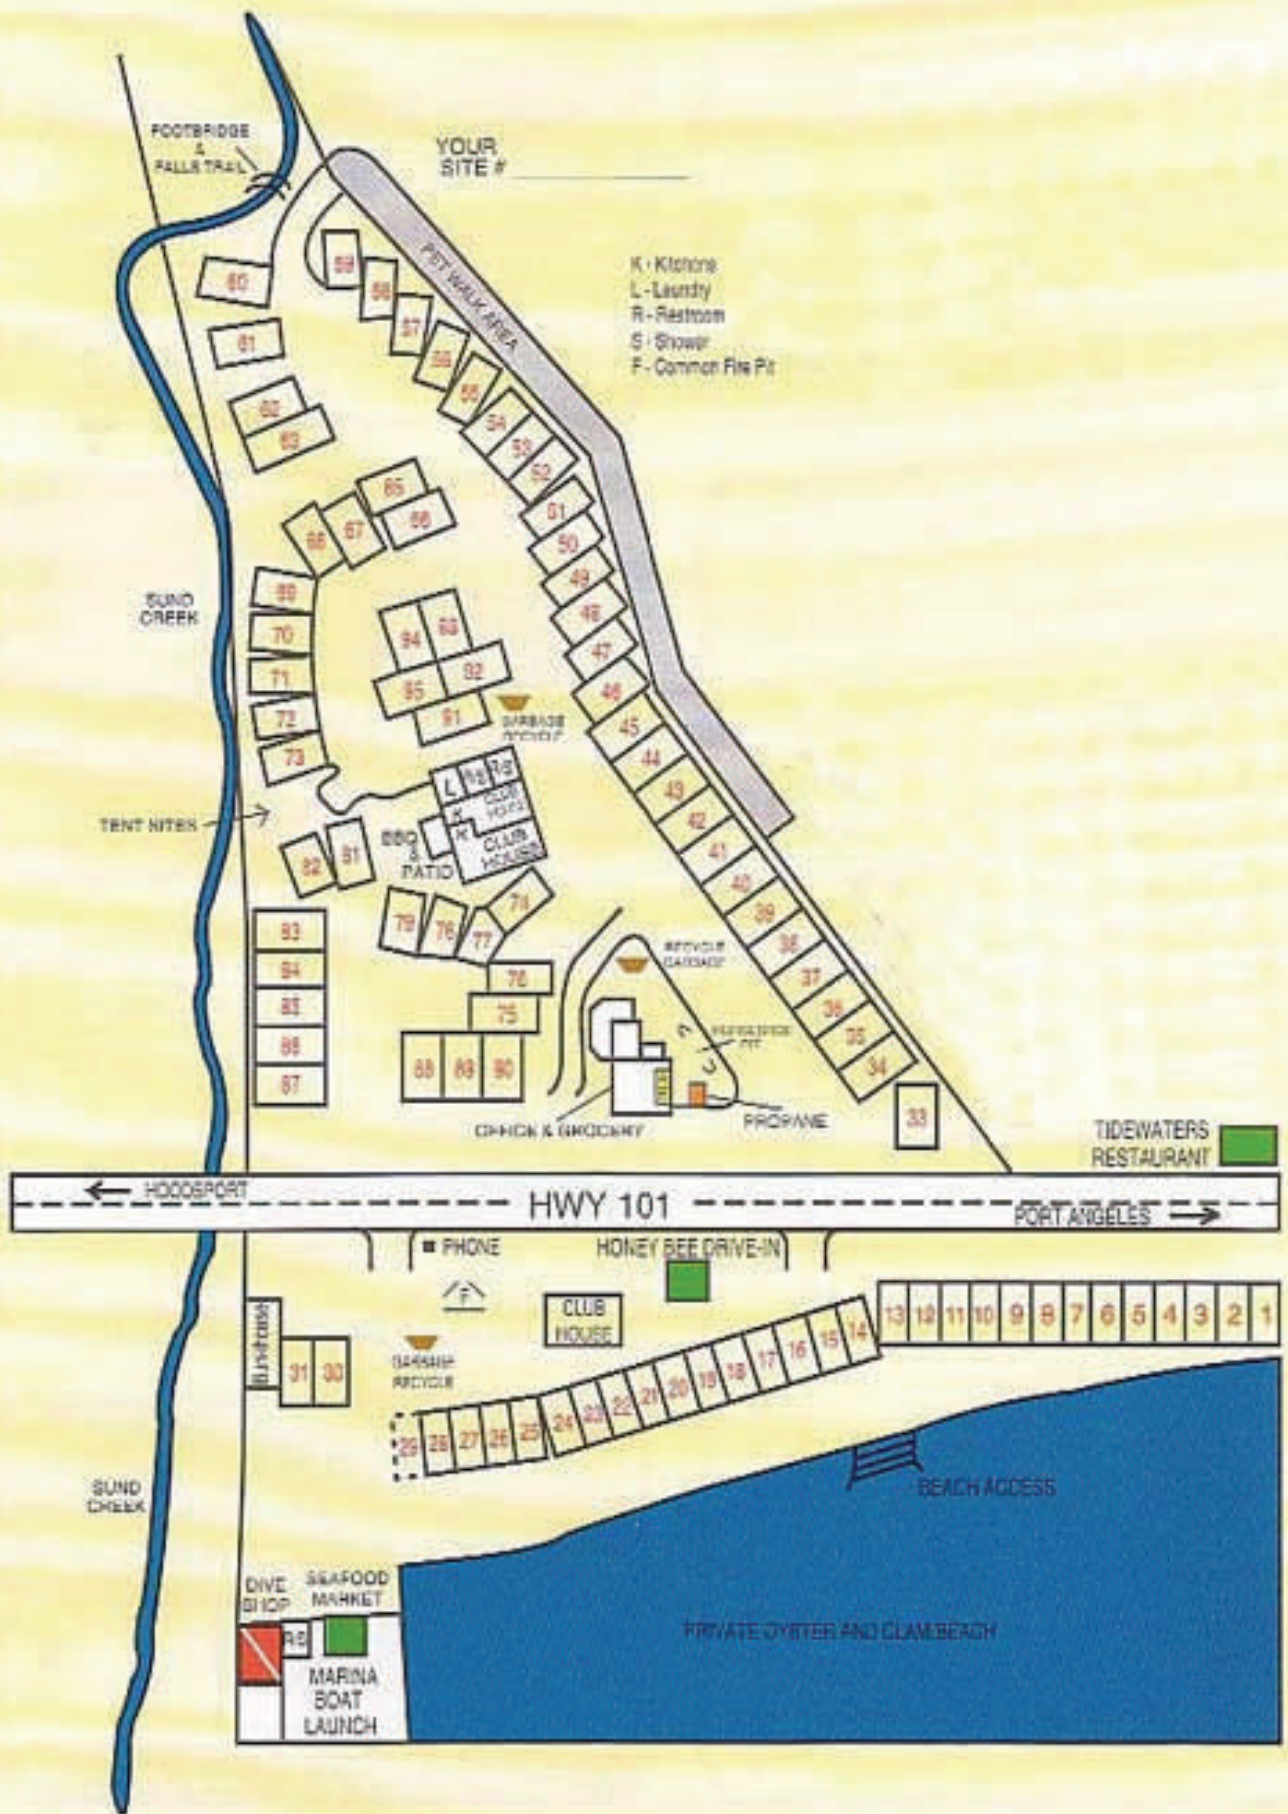 FOOTBRIDGE
&
FALLS TRAIL
YOUR
SITE #
PET WALK AREA
K - Kitchens
L - Laundry
R - Restroom
S - Shower
F - Common Fire Pit
59
60
58
57
61
56
55
62
54
63
53
52
65
51
66
67
68
50
49
69
48
SUND
CREEK
70
94
93
47
71
92
46
95
72
91
45
GARBAGE
RECYCLE
73
44
L
R/S
R/S
43
K
CLUB
HOUSE
42
TENT SITES
K
CLUB
HOUSE
BBQ
&
PATIO
81
82
41
40
74
39
83
79
77
38
RECYCLE
GARBAGE
84
76
37
85
75
36
HORSESHOE
PIT
86
35
88
89
90
34
87
33
OFFICE & GROCERY
PROPANE
TIDEWATERS
RESTAURANT
HOODSPORT
HWY 101
PORT ANGELES
PHONE
HONEY BEE DRIVE-IN
F
CLUB
HOUSE
13 12 11 10 9 8 7 6 5 4 3 2 1
31 30
GARBAGE
RECYCLE
29 28 27 26 25 24 23 22 21 20 19 18 17 16 15 14
SUND
CREEK
BEACH ACCESS
DIVE
SHOP
SEAFOOD
MARKET
R/S
PRIVATE OYSTER AND CLAM BEACH
MARINA
BOAT
LAUNCH